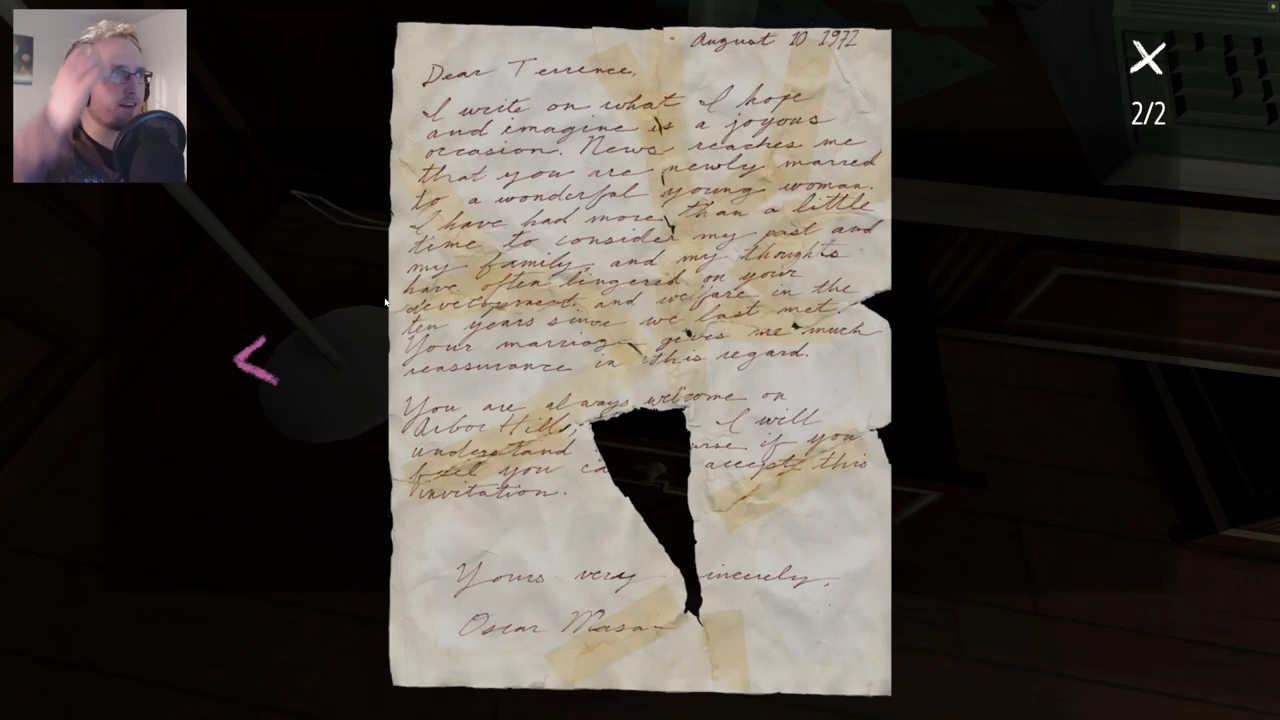 August 10 1972
2/2
Dear Terrence,
I write on what I hope
and imagine is a joyous
occasion. News reaches me
that you are newly married
to a wonderful young woman.
I have had more than a little
time to consider my past and
my family, and my thoughts
have often lingered on your
development and welfare in the
ten years since we last met.
Your marriage gives me much
reassurance in this regard.
You are always welcome on
Arbor Hill, I will
understand if you
feel you accept this
invitation.
Yours very sincerely,
Oscar